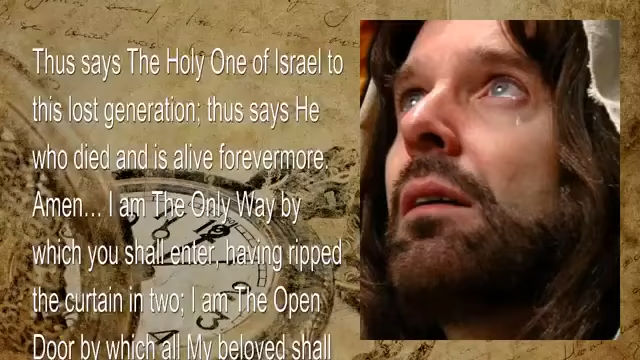 Thus says The Holy One of Israel to
this lost generation; thus says He
who died and is alive forevermore.
Amen... I am The Only Way by
which you shall enter, having ripped
the curtain in two; I am The Open
Door by which all My beloved shall